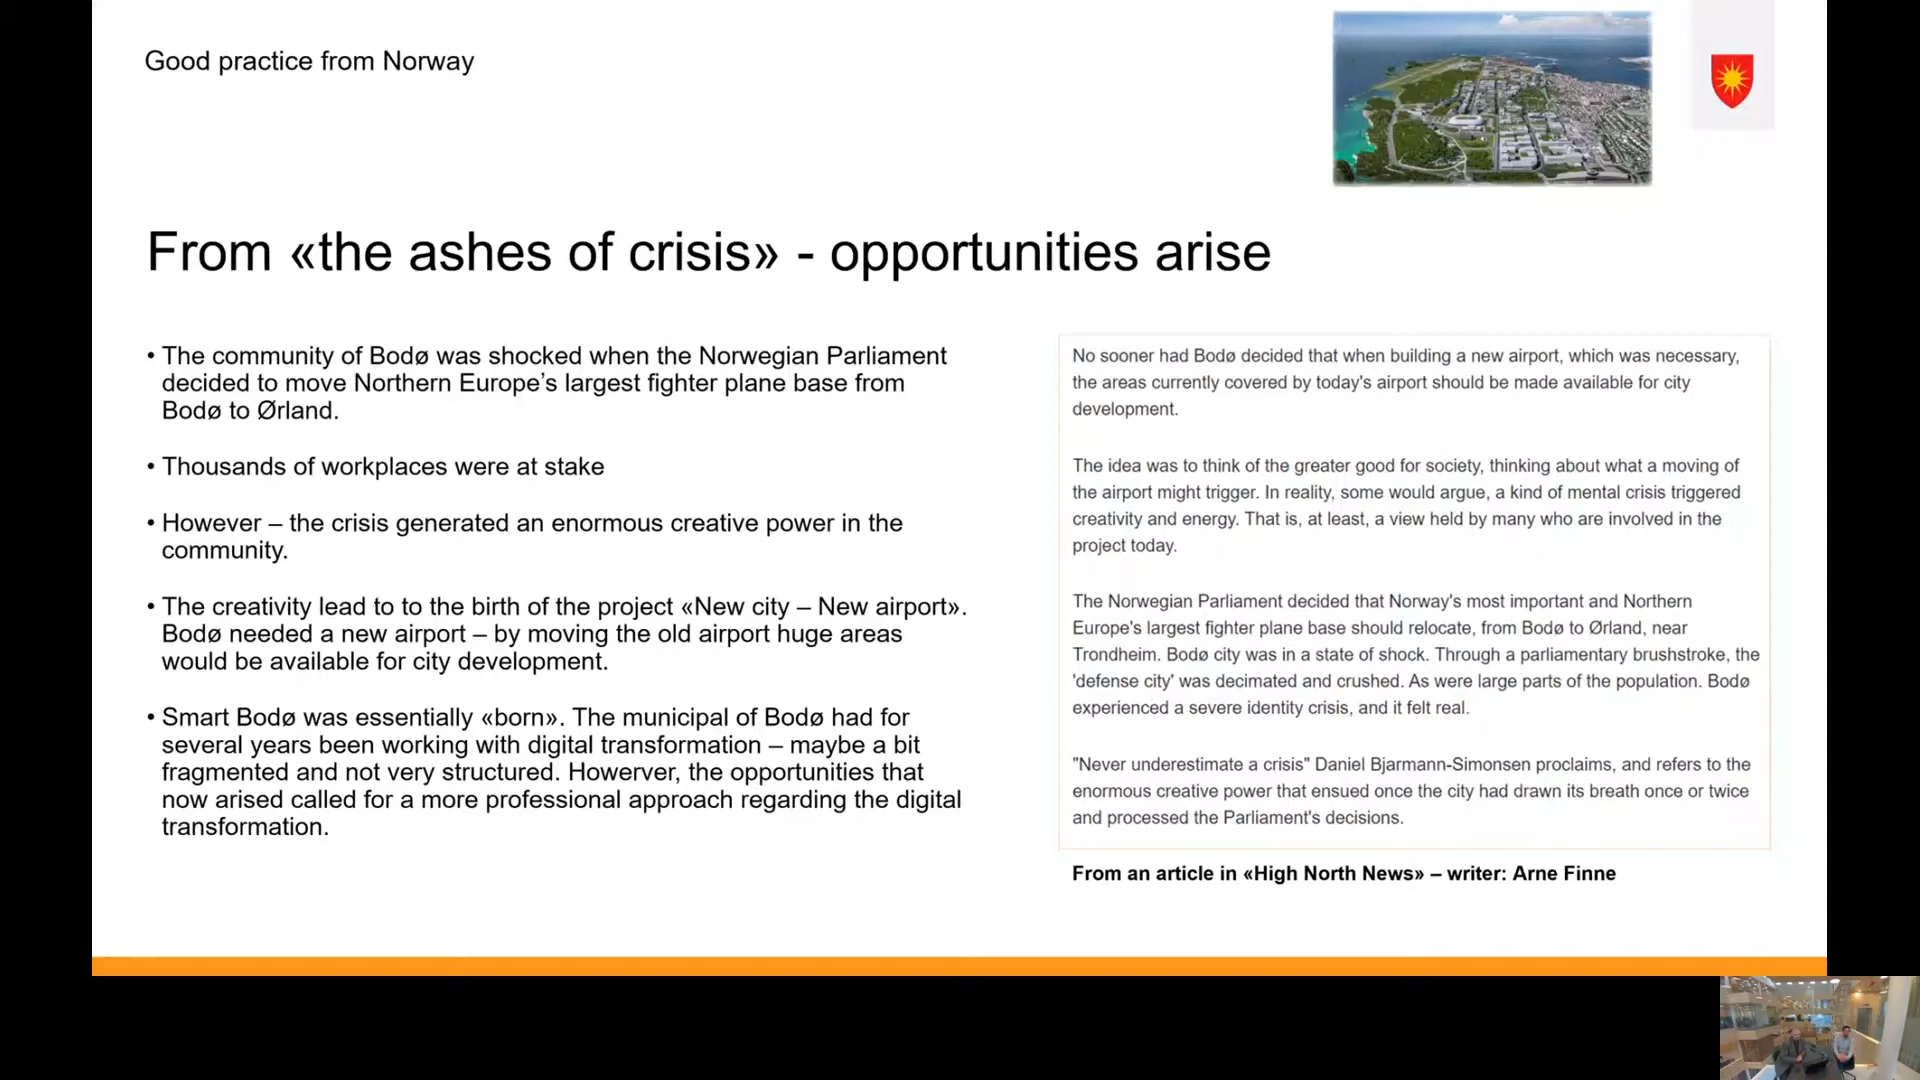 Good practice from Norway
From «the ashes of crisis» - opportunities arise
• The community of Bodø was shocked when the Norwegian Parliament
decided to move Northern Europe’s largest fighter plane base from
Bodø to Ørland.
• Thousands of workplaces were at stake
• However – the crisis generated an enormous creative power in the
community.
• The creativity lead to to the birth of the project «New city – New airport».
Bodø needed a new airport – by moving the old airport huge areas
would be available for city development.
• Smart Bodø was essentially «born». The municipal of Bodø had for
several years been working with digital transformation – maybe a bit
fragmented and not very structured. Howerver, the opportunities that
now arised called for a more professional approach regarding the digital
transformation.
No sooner had Bodø decided that when building a new airport, which was necessary,
the areas currently covered by today's airport should be made available for city
development.
The idea was to think of the greater good for society, thinking about what a moving of
the airport might trigger. In reality, some would argue, a kind of mental crisis triggered
creativity and energy. That is, at least, a view held by many who are involved in the
project today.
The Norwegian Parliament decided that Norway's most important and Northern
Europe's largest fighter plane base should relocate, from Bodø to Ørland, near
Trondheim. Bodø city was in a state of shock. Through a parliamentary brushstroke, the
'defense city' was decimated and crushed. As were large parts of the population. Bodø
experienced a severe identity crisis, and it felt real.
"Never underestimate a crisis" Daniel Bjarmann-Simonsen proclaims, and refers to the
enormous creative power that ensued once the city had drawn its breath once or twice
and processed the Parliament's decisions.
From an article in «High North News» – writer: Arne Finne